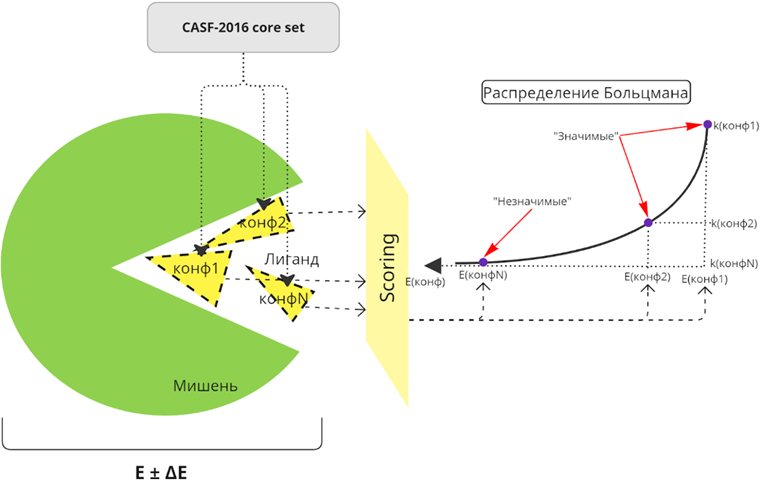 CASF-2016 core set
Распределение Больцмана
k(конф1)
"Значимые"
"Незначимые"
конф2
k(конф2)
Лиганд
конф1
Scoring
k(конфN)
E(конф)
E(конфN)
E(конф2)
E(конф1)
конфN
Мишень
E ± ΔE